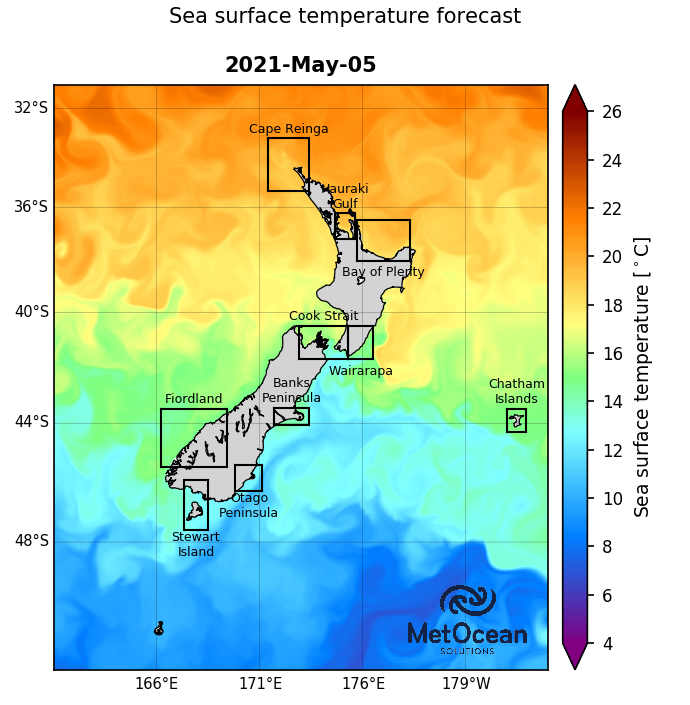 Sea surface temperature forecast
2021-May-05
32°S
36°S
40°S
44°S
48°S
166°E
171°E
176°E
179°W
Cape Reinga
Hauraki
Gulf
Bay of Plenty
Cook Strait
Wairarapa
Banks
Peninsula
Fiordland
Chatham
Islands
Otago
Peninsula
Stewart
Island
MetOcean
SOLUTIONS
26
24
22
20
18
16
14
12
10
8
6
4
Sea surface temperature [°C]